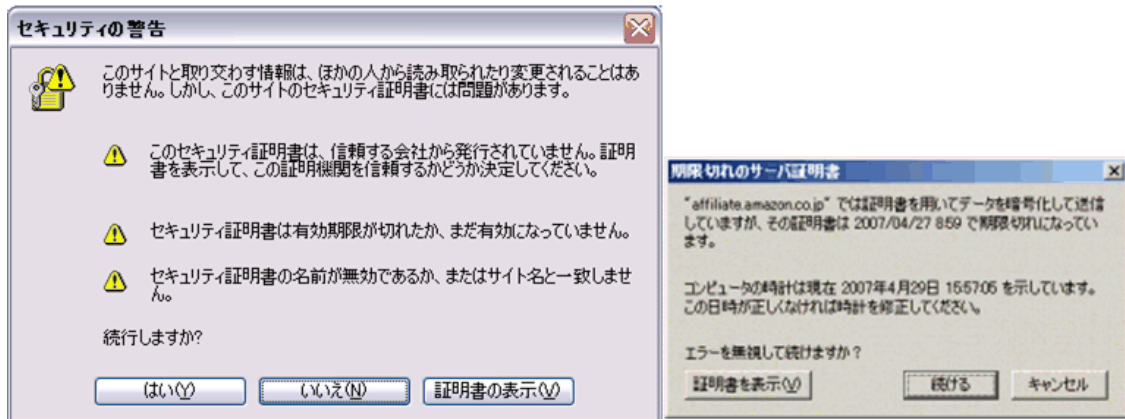 セキュリティの警告
このサイトと取り交わす情報は、ほかの人から読み取られたり変更されることはあ
りません。しかし、このサイトのセキュリティ証明書には問題があります。
このセキュリティ証明書は、信頼する会社から発行されていません。証明
書を表示して、この証明機関を信頼するかどうか決定してください。
セキュリティ証明書は有効期限が切れたか、まだ有効になっていません。
セキュリティ証明書の名前が無効であるか、またはサイト名と一致しませ
ん。
続行しますか?
はい(Y)
いいえ(N)
証明書の表示(V)
期限切れのサーバ証明書
"affiliate.amazon.co.jp" では証明書を用いてデータを暗号化して送信
していますが、その証明書は 2007/04/27 8:59 で期限切れになってい
ます。
コンピュータの時計は現在 2007年4月29日 15:57:05 を示しています。
この日時が正しくなければ時計を修正してください。
エラーを無視して続けますか?
証明書を表示(V)
続ける
キャンセル